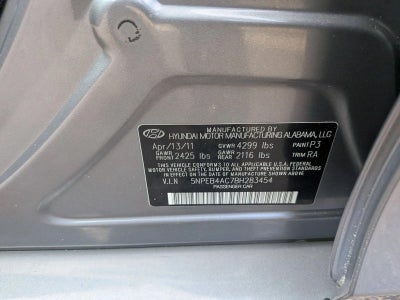 HYUNDAI MOTOR MANUFACTURING ALABAMA, LLC
Apr/13/11 GVWR 4299 lbs PAINT P3
GAWR FRONT 2425 lbs GAWR REAR 2116 lbs TRIM RA
THIS VEHICLE CONFORMS TO ALL APPLICABLE U.S.A. FEDERAL
MOTOR VEHICLE SAFETY, BUMPER, AND THEFT PREVENTION
STANDARDS IN EFFECT ON THE DATE OF MANUFACTURE SHOWN ABOVE.
V.I.N 5NPEB4AC7BH283454
PASSENGER CAR